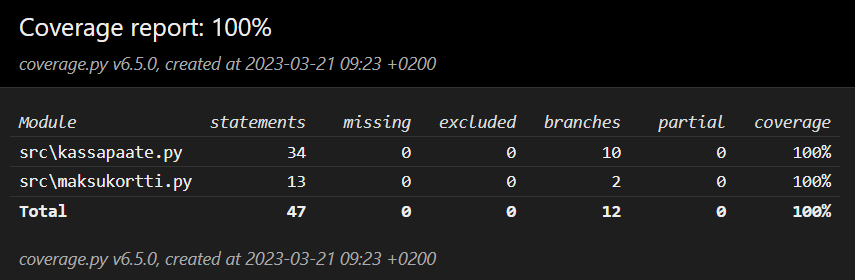 Coverage report: 100%
coverage.py v6.5.0, created at 2023-03-21 09:23 +0200
Module statements missing excluded branches partial coverage
src\kassapaate.py 34 0 0 10 0 100%
src\maksukortti.py 13 0 0 2 0 100%
Total 47 0 0 12 0 100%
coverage.py v6.5.0, created at 2023-03-21 09:23 +0200